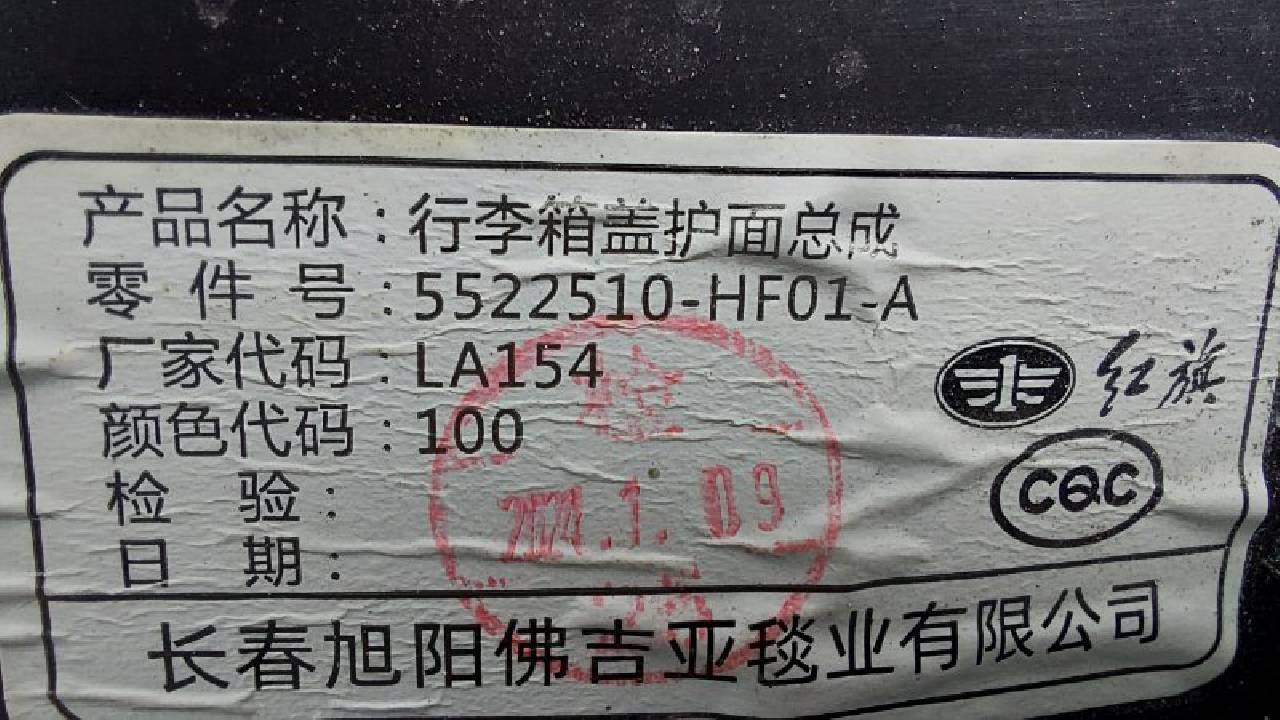 产品名称：行李箱盖护面总成
零件号：5522510-HF01-A
厂家代码：LA154
颜色代码：100
检验：
日期：
2024.1.09
红旗
CQC
长春旭阳佛吉亚毯业有限公司